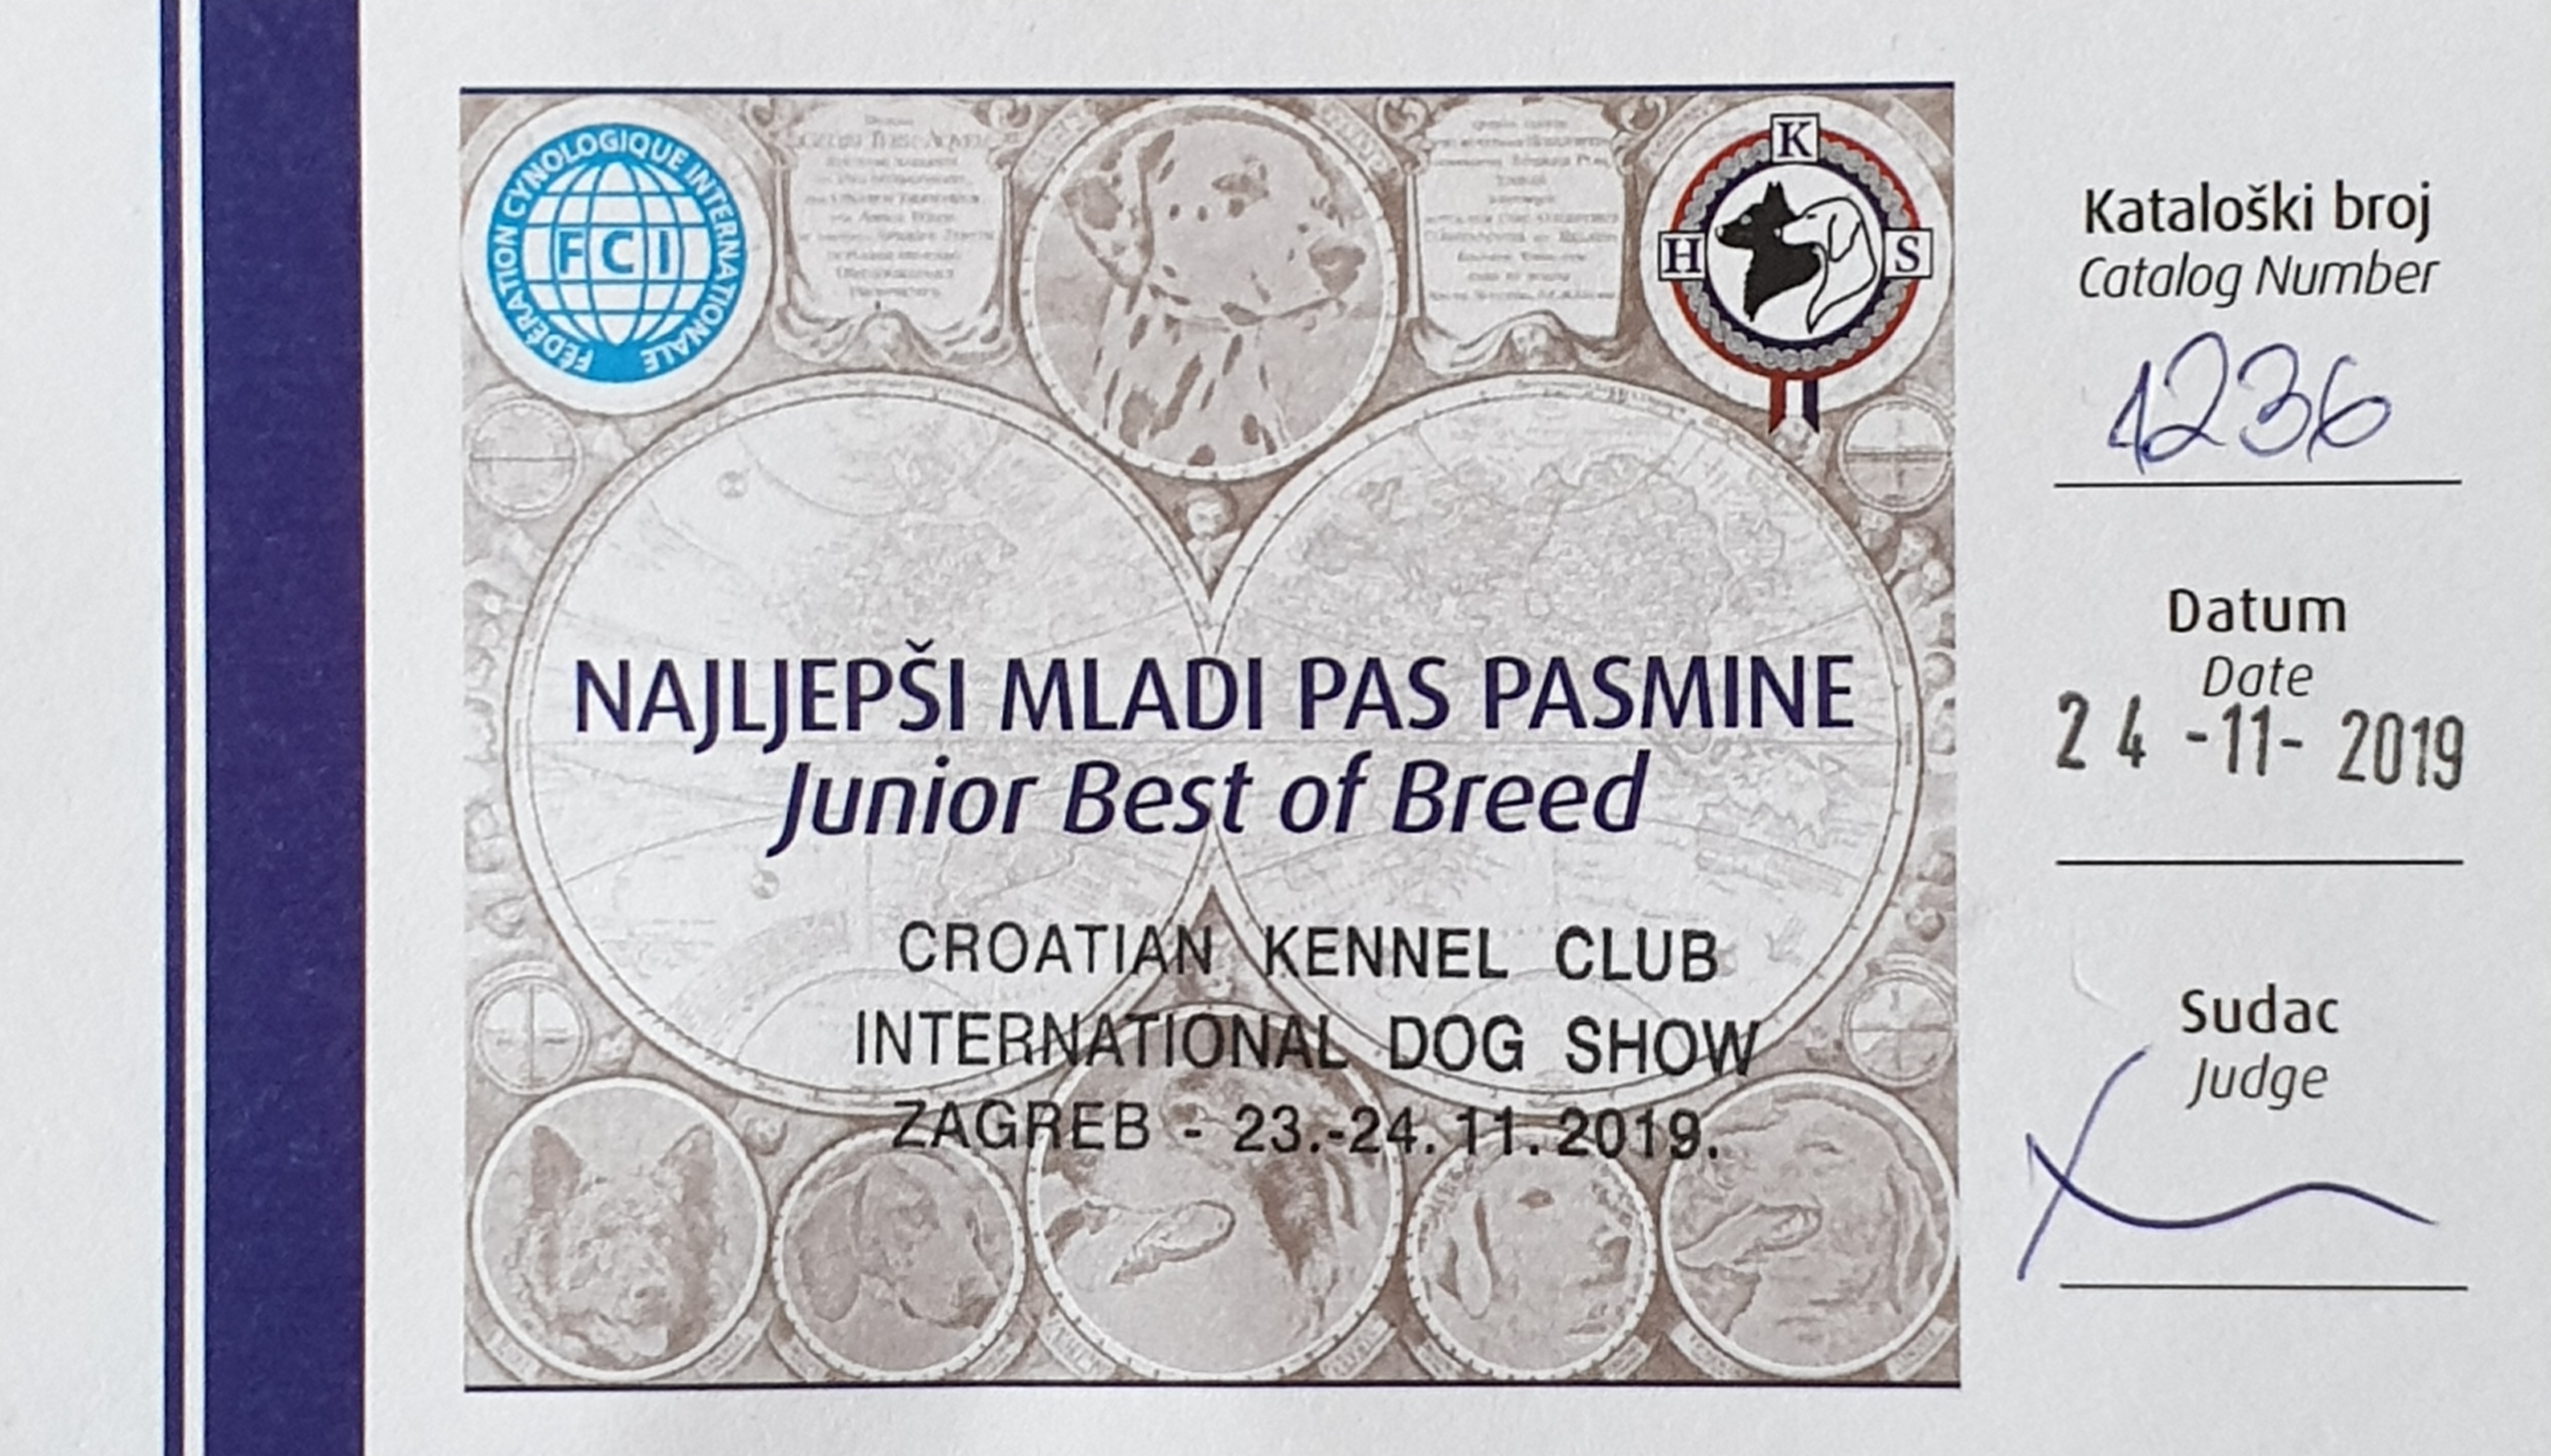 FÉDÉRATION CYNOLOGIQUE INTERNATIONALE
FCI
K
H
S
NAJLJEPŠI MLADI PAS PASMINE
Junior Best of Breed
CROATIAN KENNEL CLUB
INTERNATIONAL DOG SHOW
ZAGREB - 23.-24.11.2019.
Kataloški broj
Catalog Number
1236
Datum
Date
24 -11- 2019
Sudac
Judge